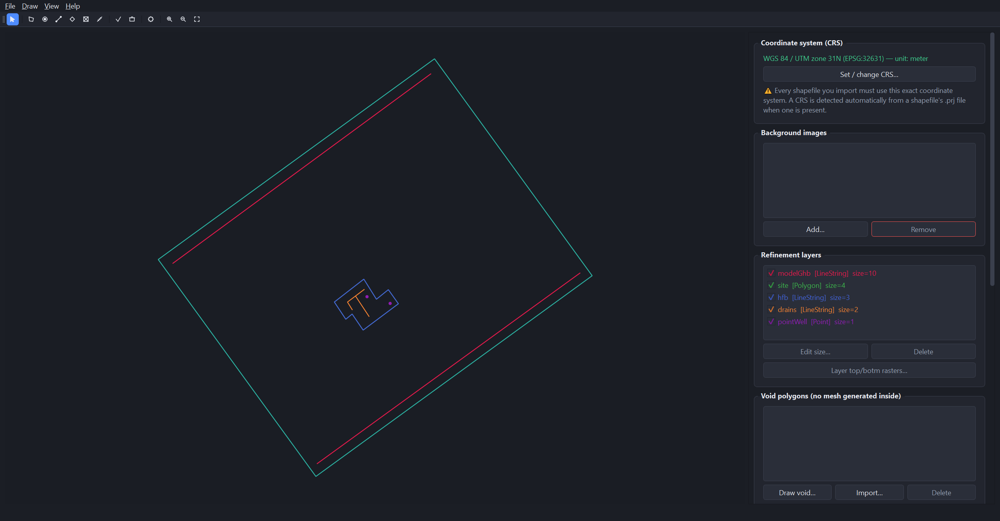 File Draw View Help
Coordinate system (CRS)
WGS 84 / UTM zone 31N (EPSG:32631) — unit: meter
Set / change CRS...
⚠ Every shapefile you import must use this exact coordinate
system. A CRS is detected automatically from a shapefile's .prj file
when one is present.
Background images
Add... Remove
Refinement layers
modelGhb [LineString] size=10
site [Polygon] size=4
hfb [LineString] size=3
drains [LineString] size=2
pointWell [Point] size=1
Edit size... Delete
Layer top/botm rasters...
Void polygons (no mesh generated inside)
Draw void... Import... Delete